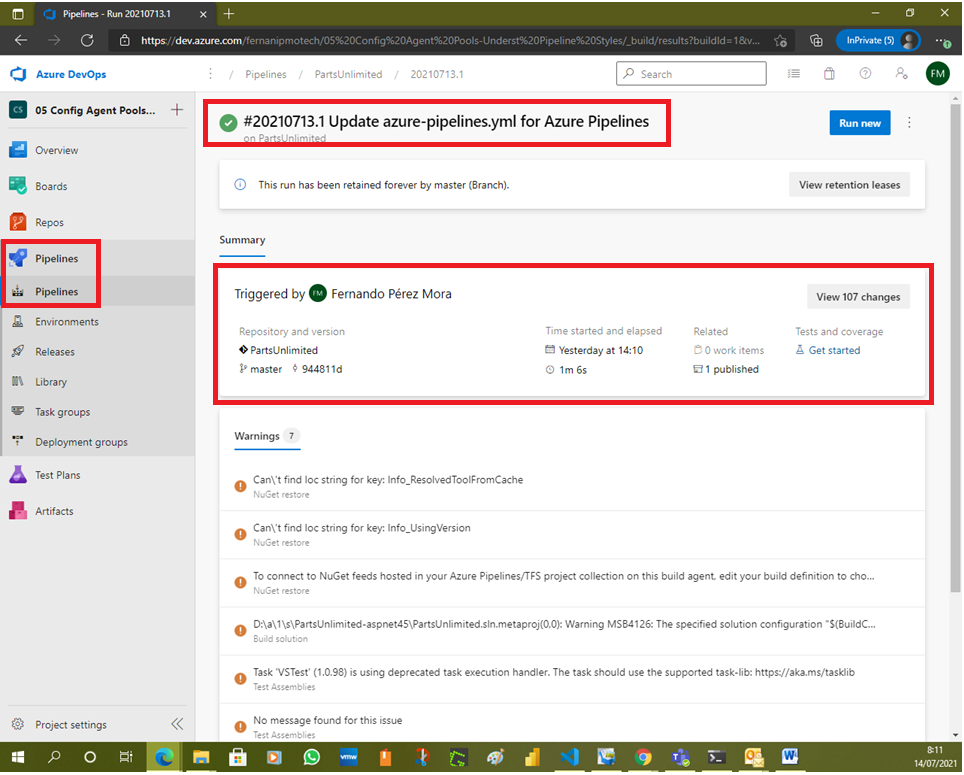 Pipelines - Run 20210713.1
https://dev.azure.com/fernanipmotech/05%20Config%20Agent%20Pools-Underst%20Pipeline%20Styles/_build/results?buildId=1&v...
InPrivate (5)
Azure DevOps
/ Pipelines / PartsUnlimited / 20210713.1
Search
FM
CS 05 Config Agent Pools...
Overview
Boards
Repos
Pipelines
Pipelines
Environments
Releases
Library
Task groups
Deployment groups
Test Plans
Artifacts
Project settings
#20210713.1 Update azure-pipelines.yml for Azure Pipelines
on PartsUnlimited
Run new
This run has been retained forever by master (Branch).
View retention leases
Summary
Triggered by FM Fernando Pérez Mora
View 107 changes
Repository and version
PartsUnlimited
master 944811d
Time started and elapsed
Yesterday at 14:10
1m 6s
Related
0 work items
1 published
Tests and coverage
Get started
Warnings 7
Can\'t find loc string for key: Info_ResolvedToolFromCache
NuGet restore
Can\'t find loc string for key: Info_UsingVersion
NuGet restore
To connect to NuGet feeds hosted in your Azure Pipelines/TFS project collection on this build agent, edit your build definition to cho...
NuGet restore
D:\a\1\s\PartsUnlimited-aspnet45\PartsUnlimited.sln.metaproj(0,0): Warning MSB4126: The specified solution configuration "$(BuildC...
Build solution
Task 'VSTest' (1.0.98) is using deprecated task execution handler. The task should use the supported task-lib: https://aka.ms/tasklib
Test Assemblies
No message found for this issue
Test Assemblies
vmw
8:11
14/07/2021